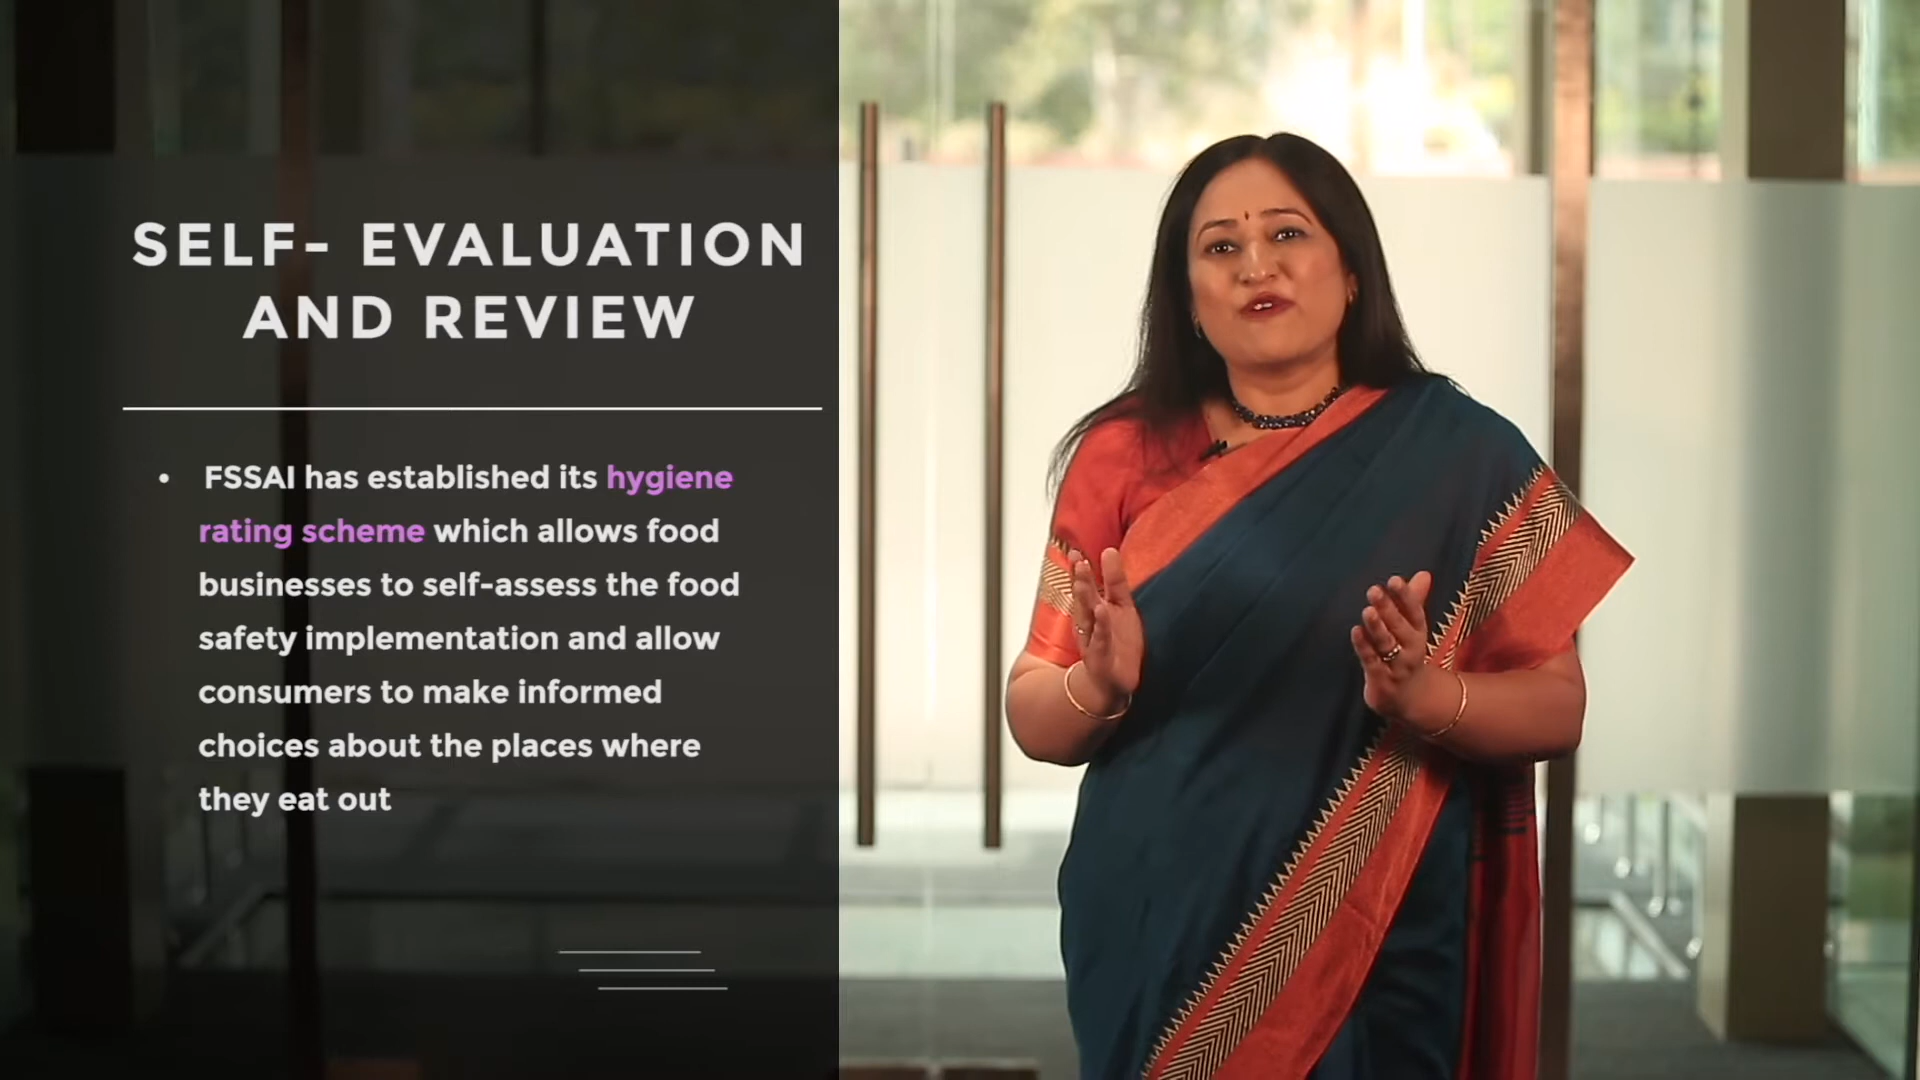 SELF- EVALUATION
AND REVIEW
• FSSAI has established its hygiene
rating scheme which allows food
businesses to self-assess the food
safety implementation and allow
consumers to make informed
choices about the places where
they eat out